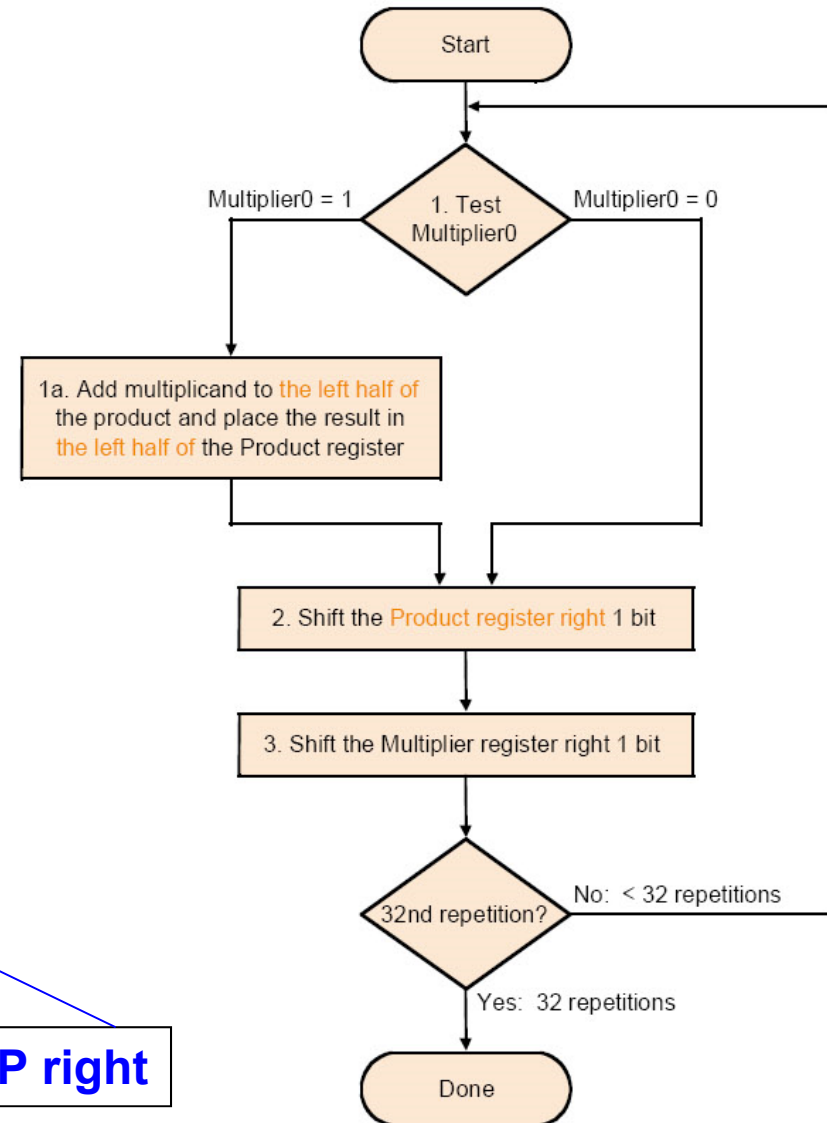 Start
Multiplier0 = 1
1. Test
Multiplier0
Multiplier0 = 0
1a. Add multiplicand to the left half of
the product and place the result in
the left half of the Product register
2. Shift the Product register right 1 bit
3. Shift the Multiplier register right 1 bit
32nd repetition?
No: < 32 repetitions
Yes: 32 repetitions
P right
Done